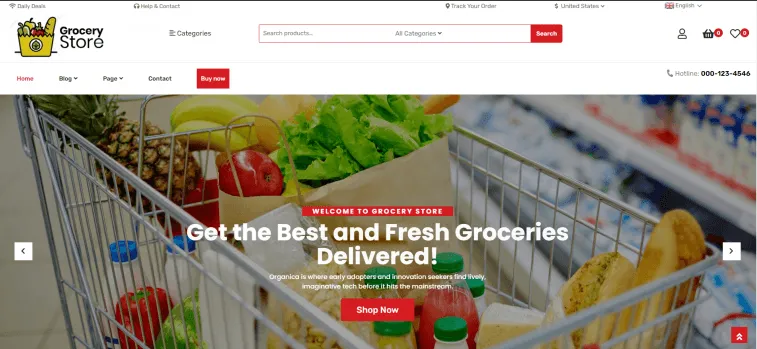 Daily Deals
Help & Contact
Track Your Order
$ United States
English
Grocery
Store
Categories
Search products...
All Categories
Search
0
0
Home
Blog
Page
Contact
Buy now
Hotline: 000-123-4546
WELCOME TO GROCERY STORE
Get the Best and Fresh Groceries
Delivered!
Organica is where early adopters and innovation seekers find lively,
imaginative tech before it hits the mainstream.
Shop Now